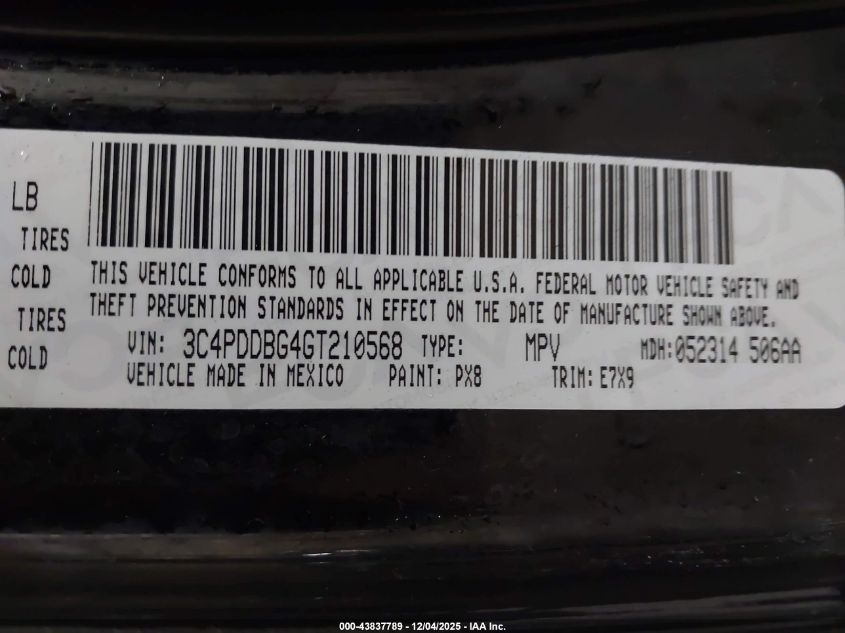 LB
TIRES
COLD
TIRES
COLD
THIS VEHICLE CONFORMS TO ALL APPLICABLE U.S.A. FEDERAL MOTOR VEHICLE SAFETY AND
THEFT PREVENTION STANDARDS IN EFFECT ON THE DATE OF MANUFACTURE SHOWN ABOVE.
VIN: 3C4PDDBG4GT210568 TYPE: MPV MDH:052314 506AA
VEHICLE MADE IN MEXICO PAINT: PX8 TRIM: E7X9
000-43837789 - 12/04/2025 - IAA Inc.